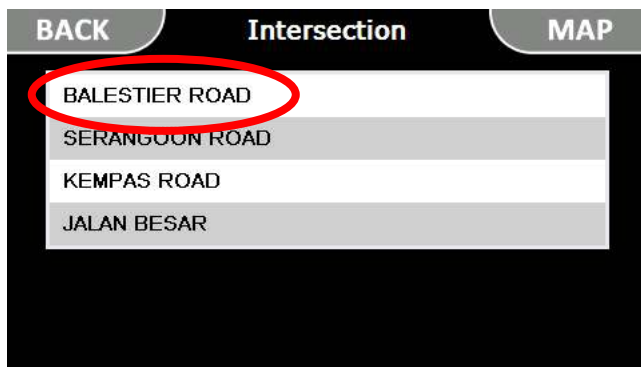 BACK Intersection MAP
BALESTIER ROAD
SERANGOON ROAD
KEMPAS ROAD
JALAN BESAR